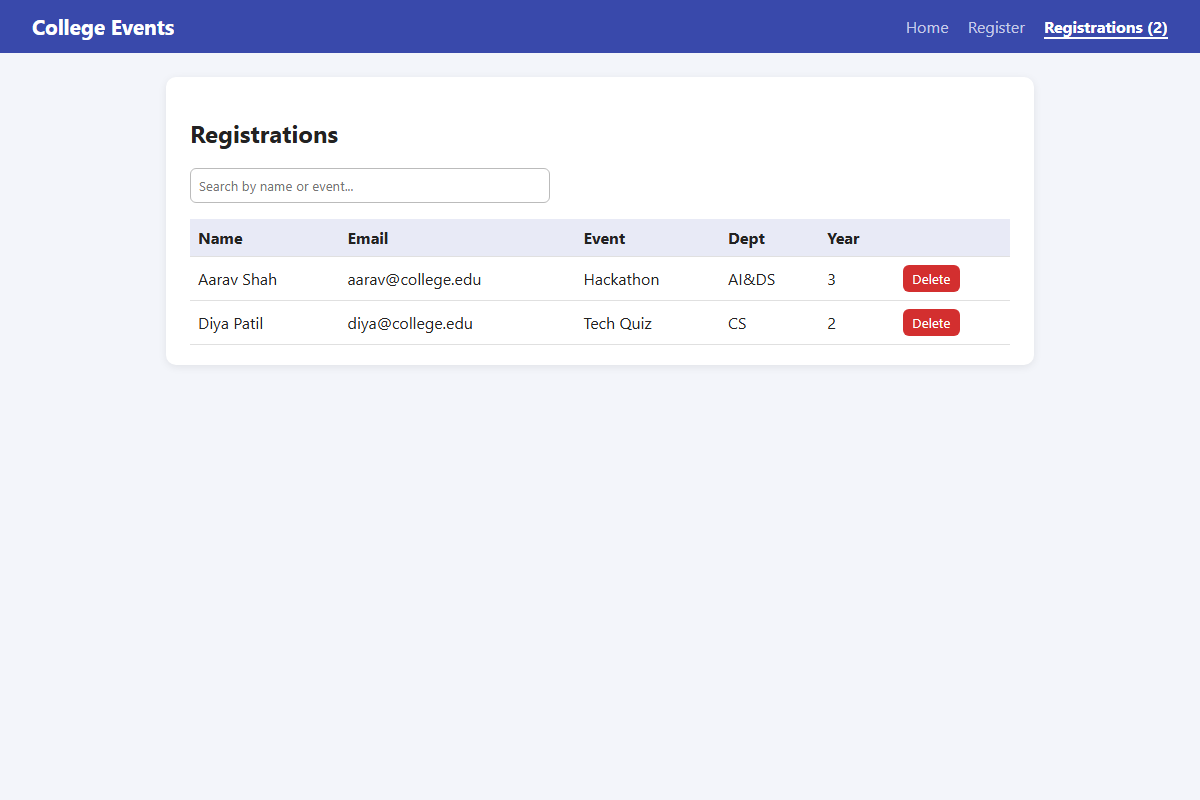 College Events
Home Register Registrations (2)
Registrations
Search by name or event...
Name Email Event Dept Year
Aarav Shah aarav@college.edu Hackathon AI&DS 3 Delete
Diya Patil diya@college.edu Tech Quiz CS 2 Delete